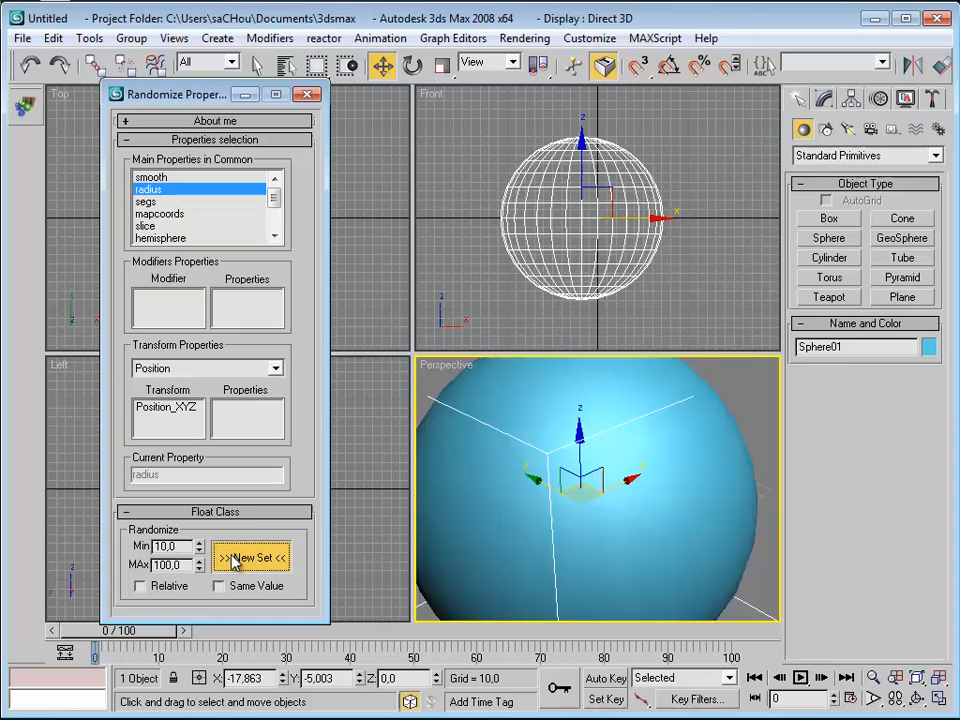 Untitled - Project Folder: C:\Users\saCHou\Documents\3dsmax - Autodesk 3ds Max 2008 x64 - Display : Direct 3D
File Edit Tools Group Views Create Modifiers reactor Animation Graph Editors Rendering Customize MAXScript Help
All
View
3
Top
Front
Randomize Proper...
+ About me
- Properties selection
Main Properties in Common
smooth
radius
segs
mapcoords
slice
hemisphere
Modifiers Properties
Modifier Properties
Transform Properties
Position
Transform Properties
Position_XYZ
Current Property
radius
- Float Class
Randomize
Min 10,0
MAx 100,0
>> New Set <<
Relative Same Value
z
x
z
x
z
x
Left
Perspective
z
y
x
z
Standard Primitives
- Object Type
AutoGrid
Box Cone
Sphere GeoSphere
Cylinder Tube
Torus Pyramid
Teapot Plane
- Name and Color
Sphere01
< 0 / 100 >
0 10 20 30 40 50 60 70 80 90 100
1 Object X: -17,863 Y: -5,003 Z: 0,0 Grid = 10,0
Click and drag to select and move objects Add Time Tag
Auto Key Selected
Set Key Key Filters...
0